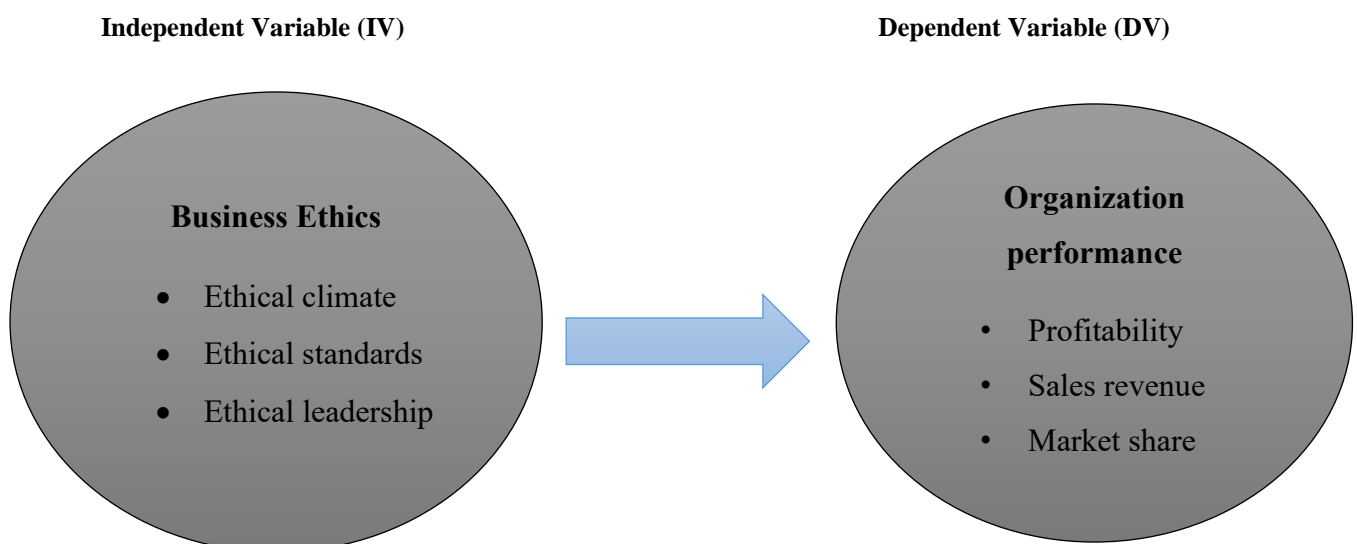 Independent Variable (IV)
Dependent Variable (DV)
Business Ethics
• Ethical climate
• Ethical standards
• Ethical leadership
Organization
performance
• Profitability
• Sales revenue
• Market share